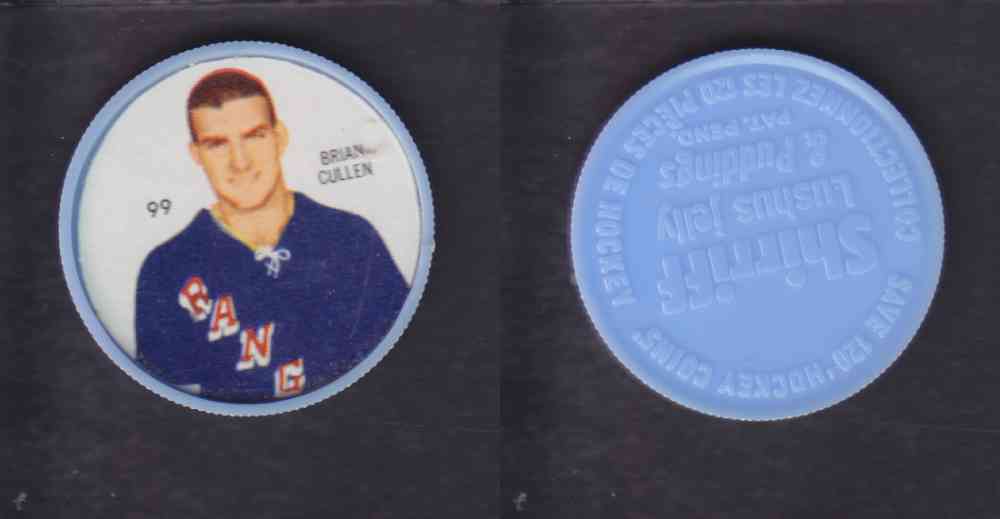 BRIAN
CULLEN
99
RANG
COLLECTIONNEZ LES 120 PIECES DE HOCKEY
SAVE 120 "HOCKEY COINS"
Shirriff
Lushus Jelly
& Puddings
PAT. PEND.